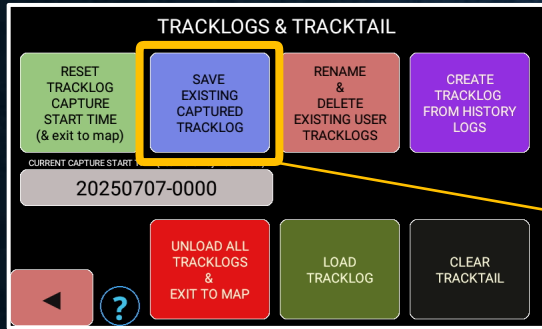 TRACKLOGS & TRACKTAIL
RESET
TRACKLOG
CAPTURE
START TIME
(& exit to map)
SAVE
EXISTING
CAPTURED
TRACKLOG
RENAME
&
DELETE
EXISTING USER
TRACKLOGS
CREATE
TRACKLOG
FROM HISTORY
LOGS
CURRENT CAPTURE START
20250707-0000
UNLOAD ALL
TRACKLOGS
&
EXIT TO MAP
LOAD
TRACKLOG
CLEAR
TRACKTAIL
?